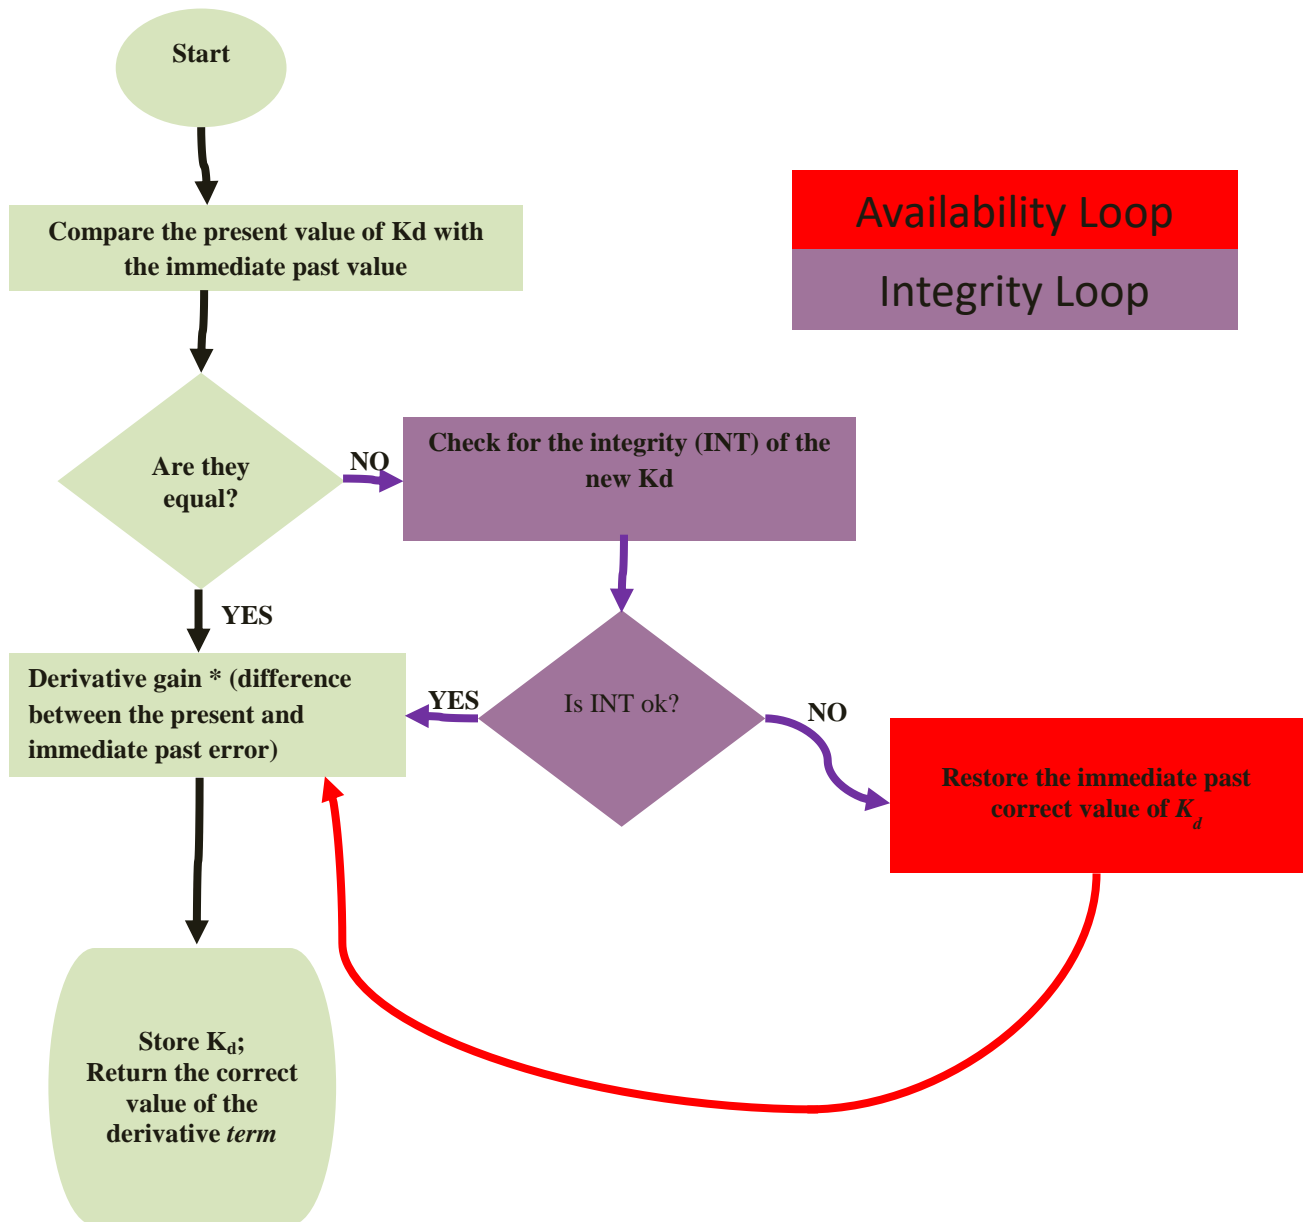 Start
Compare the present value of Kd with
the immediate past value
Availability Loop
Integrity Loop
Are they
equal?
NO
Check for the integrity (INT) of the
new Kd
YES
Derivative gain * (difference
between the present and
immediate past error)
YES
Is INT ok?
NO
Restore the immediate past
correct value of K_d
Store K_d;
Return the correct
value of the
derivative term